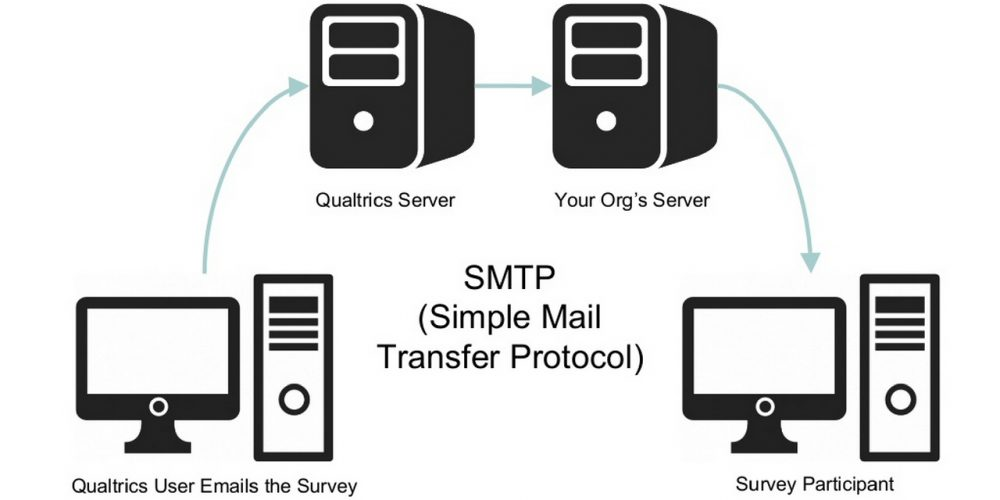 Qualtrics Server
Your Org's Server
SMTP
(Simple Mail
Transfer Protocol)
Qualtrics User Emails the Survey
Survey Participant